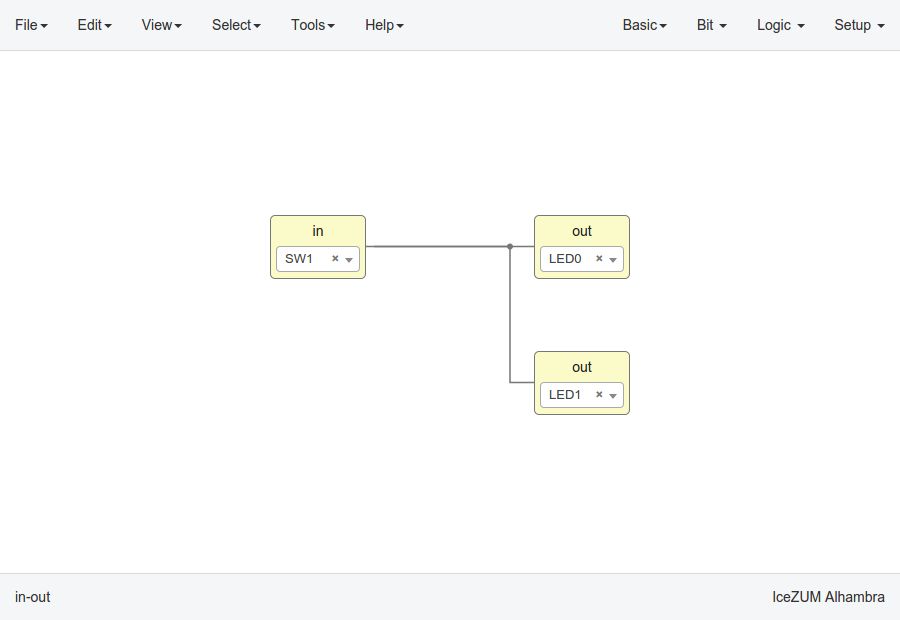 File Edit View Select Tools Help Basic Bit Logic Setup
in
SW1 ×
out
LED0 ×
out
LED1 ×
in-out IceZUM Alhambra